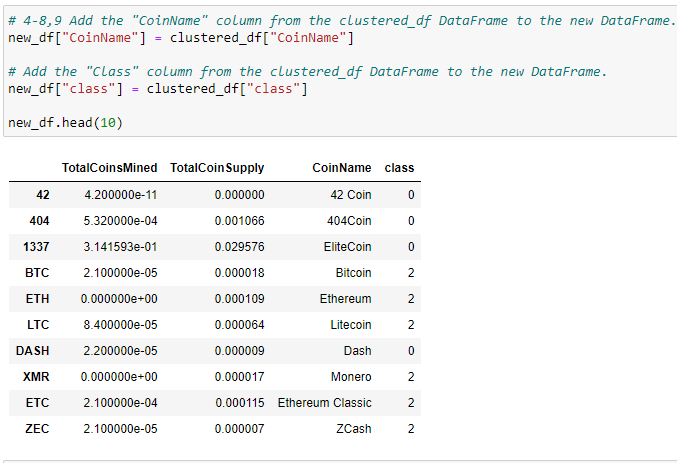 # 4-8,9 Add the "CoinName" column from the clustered_df DataFrame to the new DataFrame.
new_df["CoinName"] = clustered_df["CoinName"]
# Add the "Class" column from the clustered_df DataFrame to the new DataFrame.
new_df["class"] = clustered_df["class"]
new_df.head(10)
TotalCoinsMined TotalCoinSupply CoinName class
42 4.200000e-11 0.000000 42 Coin 0
404 5.320000e-04 0.001066 404Coin 0
1337 3.141593e-01 0.029576 EliteCoin 0
BTC 2.100000e-05 0.000018 Bitcoin 2
ETH 0.000000e+00 0.000109 Ethereum 2
LTC 8.400000e-05 0.000064 Litecoin 2
DASH 2.200000e-05 0.000009 Dash 0
XMR 0.000000e+00 0.000017 Monero 2
ETC 2.100000e-04 0.000115 Ethereum Classic 2
ZEC 2.100000e-05 0.000007 ZCash 2